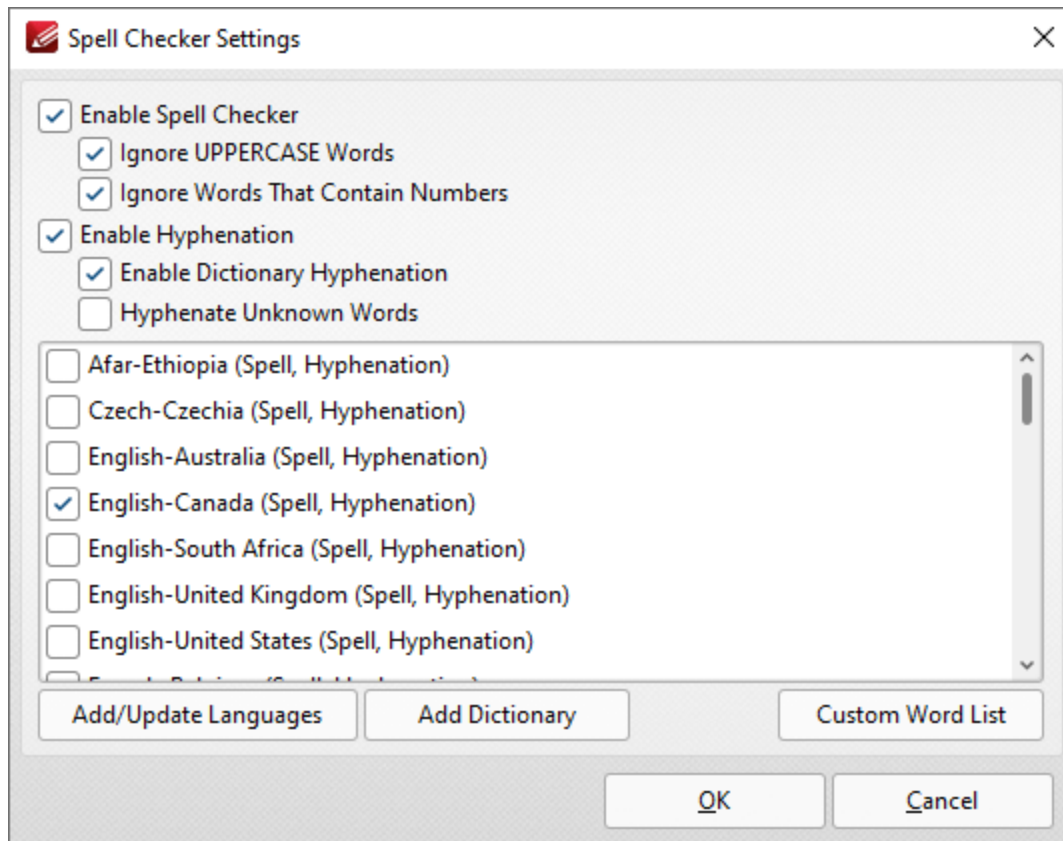 Spell Checker Settings
Enable Spell Checker
Ignore UPPERCASE Words
Ignore Words That Contain Numbers
Enable Hyphenation
Enable Dictionary Hyphenation
Hyphenate Unknown Words
Afar-Ethiopia (Spell, Hyphenation)
Czech-Czechia (Spell, Hyphenation)
English-Australia (Spell, Hyphenation)
English-Canada (Spell, Hyphenation)
English-South Africa (Spell, Hyphenation)
English-United Kingdom (Spell, Hyphenation)
English-United States (Spell, Hyphenation)
Add/Update Languages Add Dictionary Custom Word List
OK Cancel